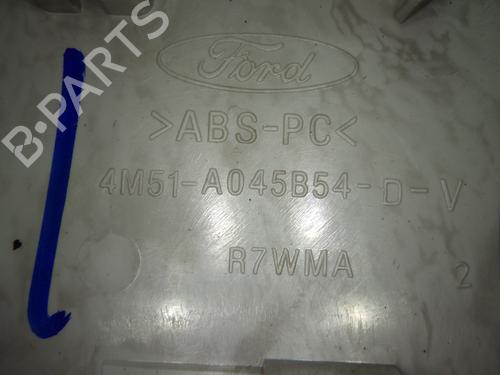 B-PARTS
Ford
>ABS-PC<
4M51-A045B54-D-V
R7WMA
2